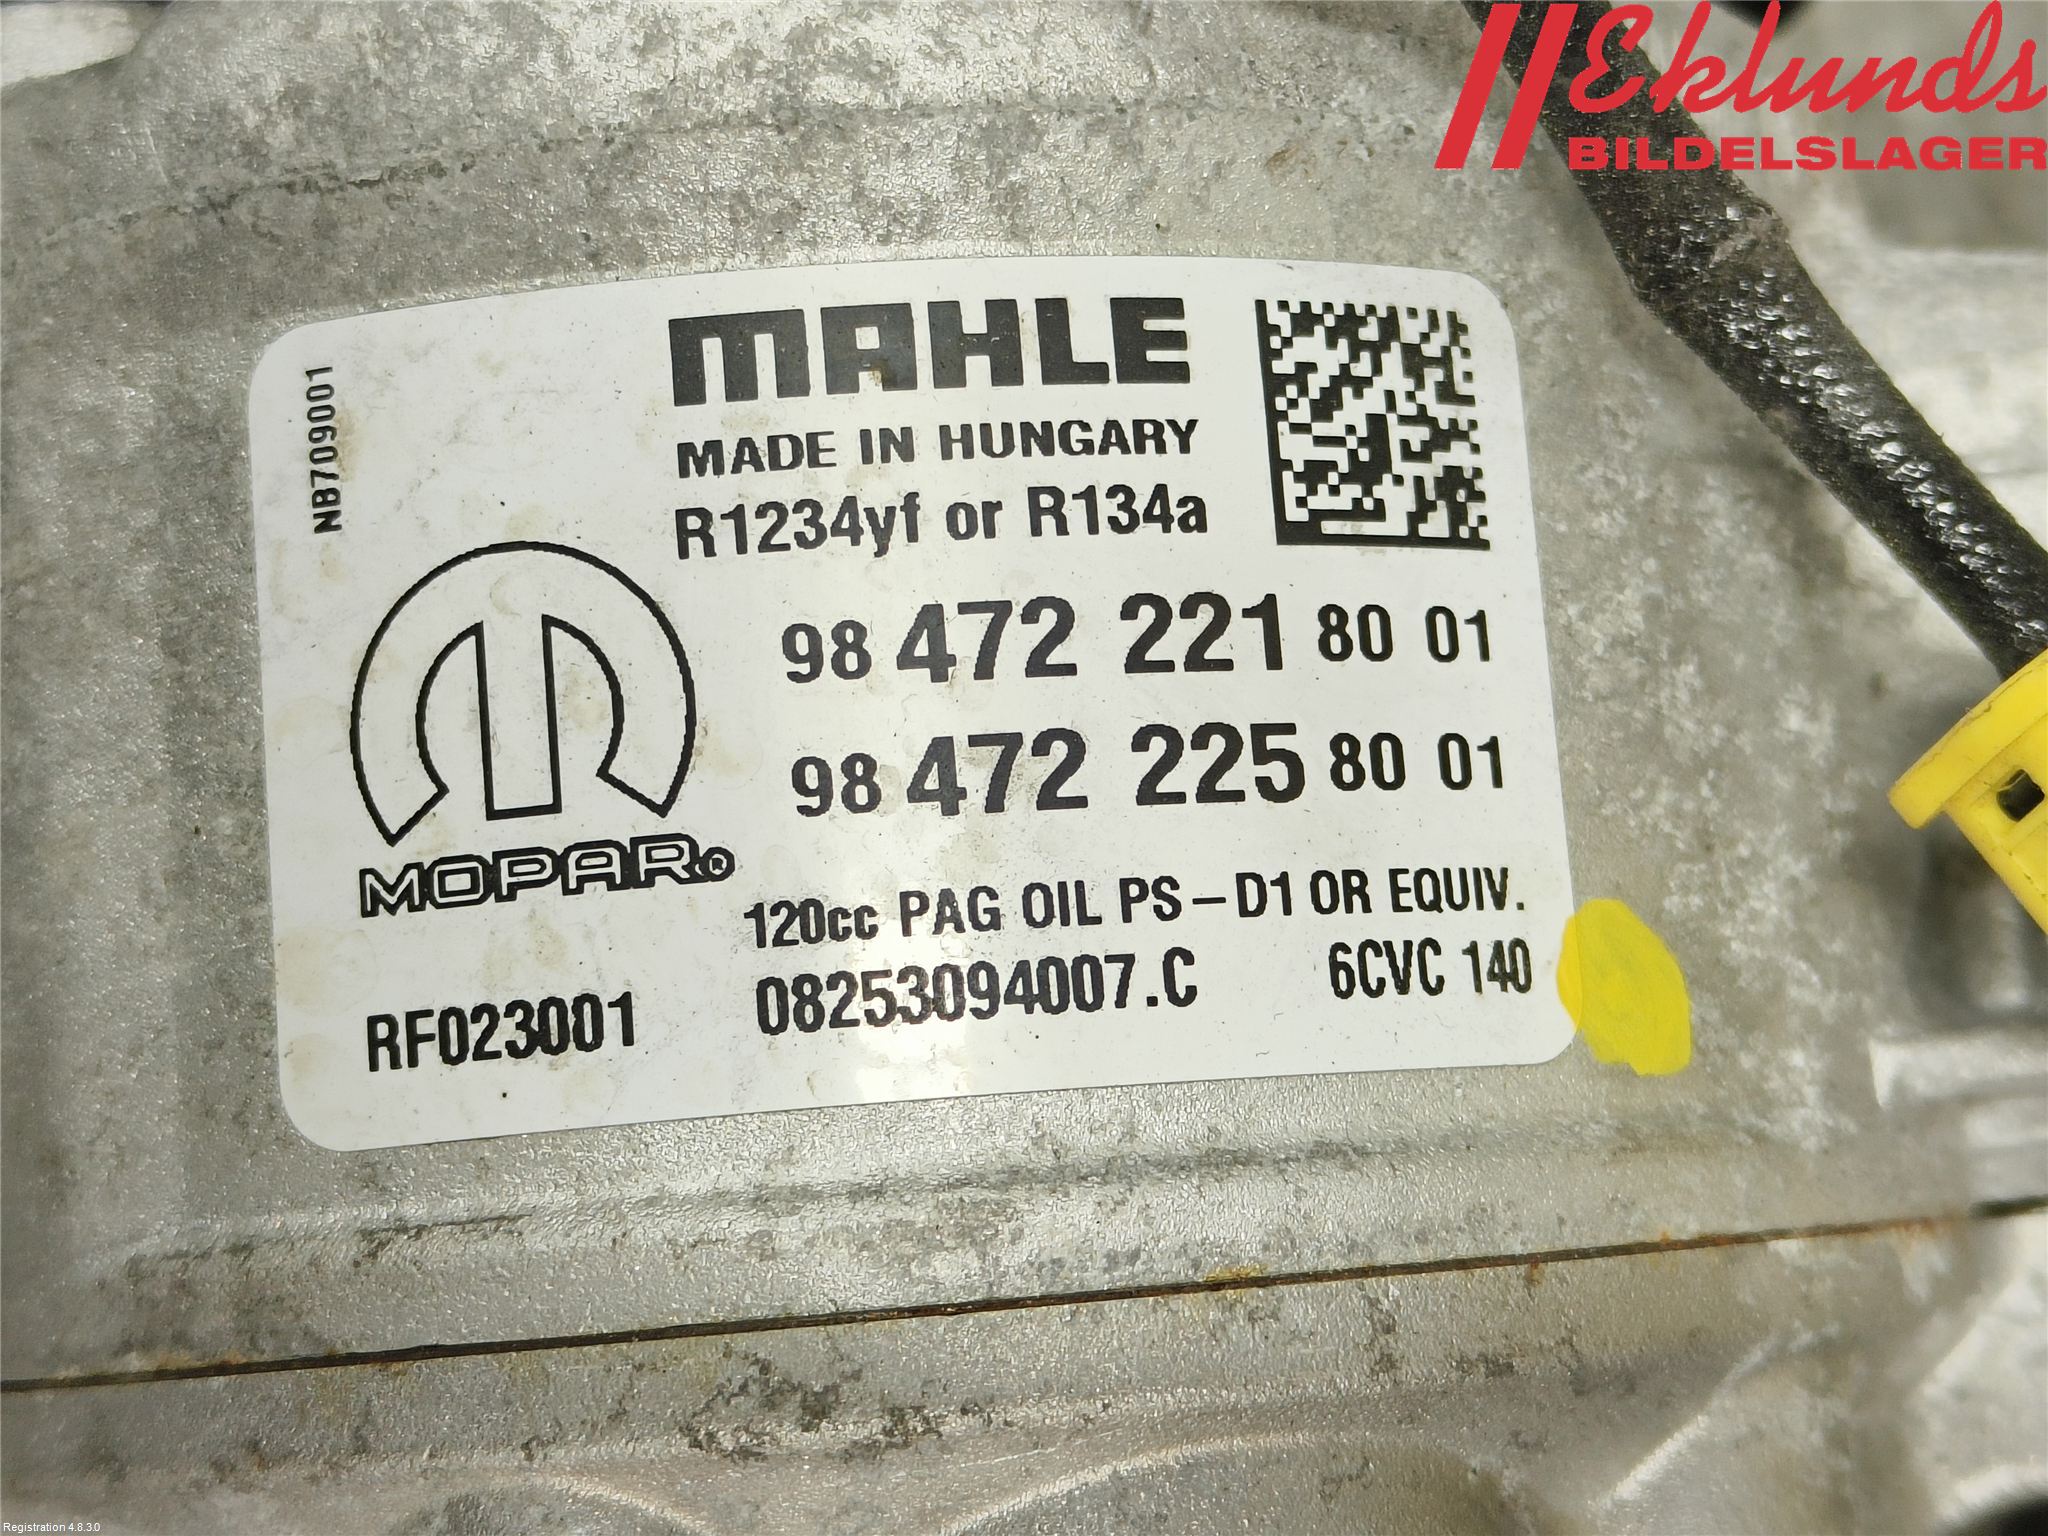 Eklunds
BILDELSLAGER
NB709001
MAHLE
MADE IN HUNGARY
R1234yf or R134a
98 472 221 80 01
98 472 225 80 01
MOPAR®
120cc PAG OIL PS-D1 OR EQUIV.
RF023001
08253094007.C
6CVC 140
Registration 4.8.3.0